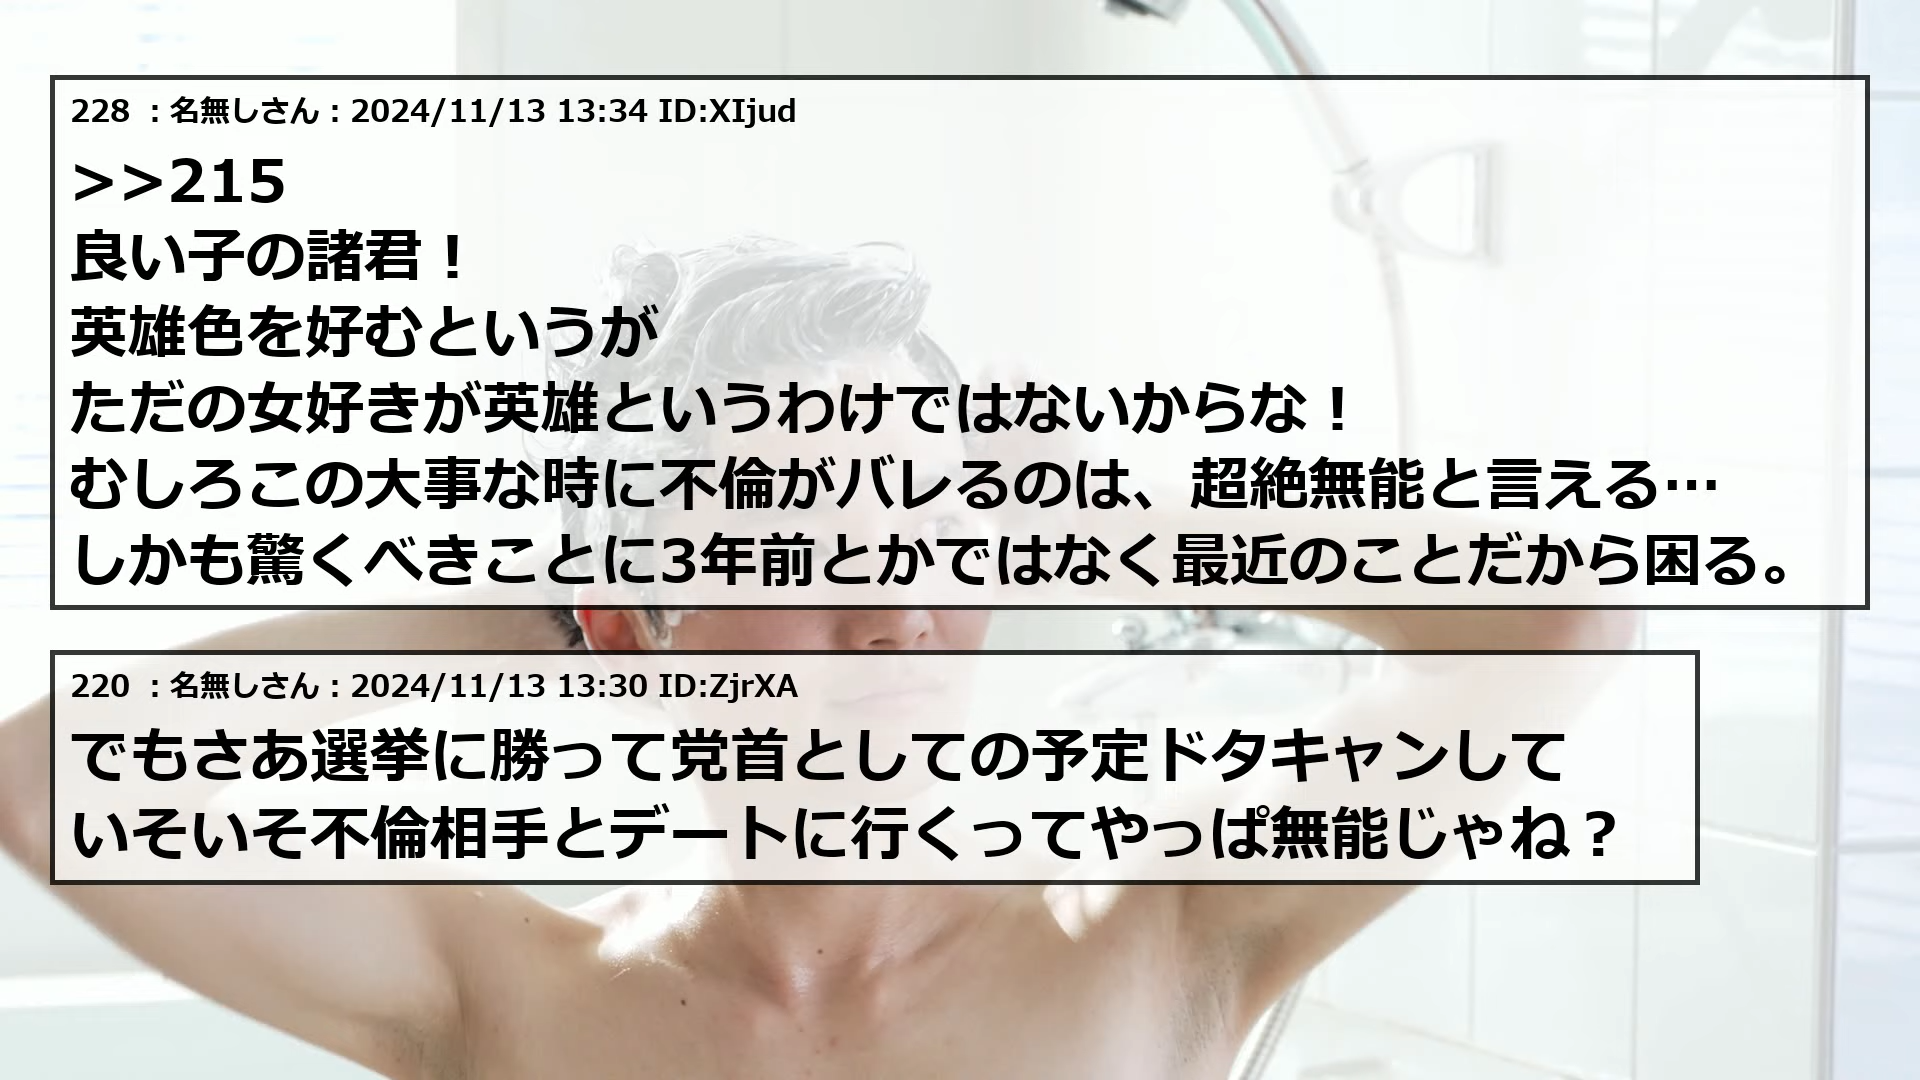 228 ：名無しさん：2024/11/13 13:34 ID:XIjud
>>215
良い子の諸君！
英雄色を好むというが
ただの女好きが英雄というわけではないからな！
むしろこの大事な時に不倫がバレるのは、超絶無能と言える…
しかも驚くべきことに3年前とかではなく最近のことだから困る。
220 ：名無しさん：2024/11/13 13:30 ID:ZjrXA
でもさあ選挙に勝って党首としての予定ドタキャンして
いそいそ不倫相手とデートに行くってやっぱ無能じゃね？